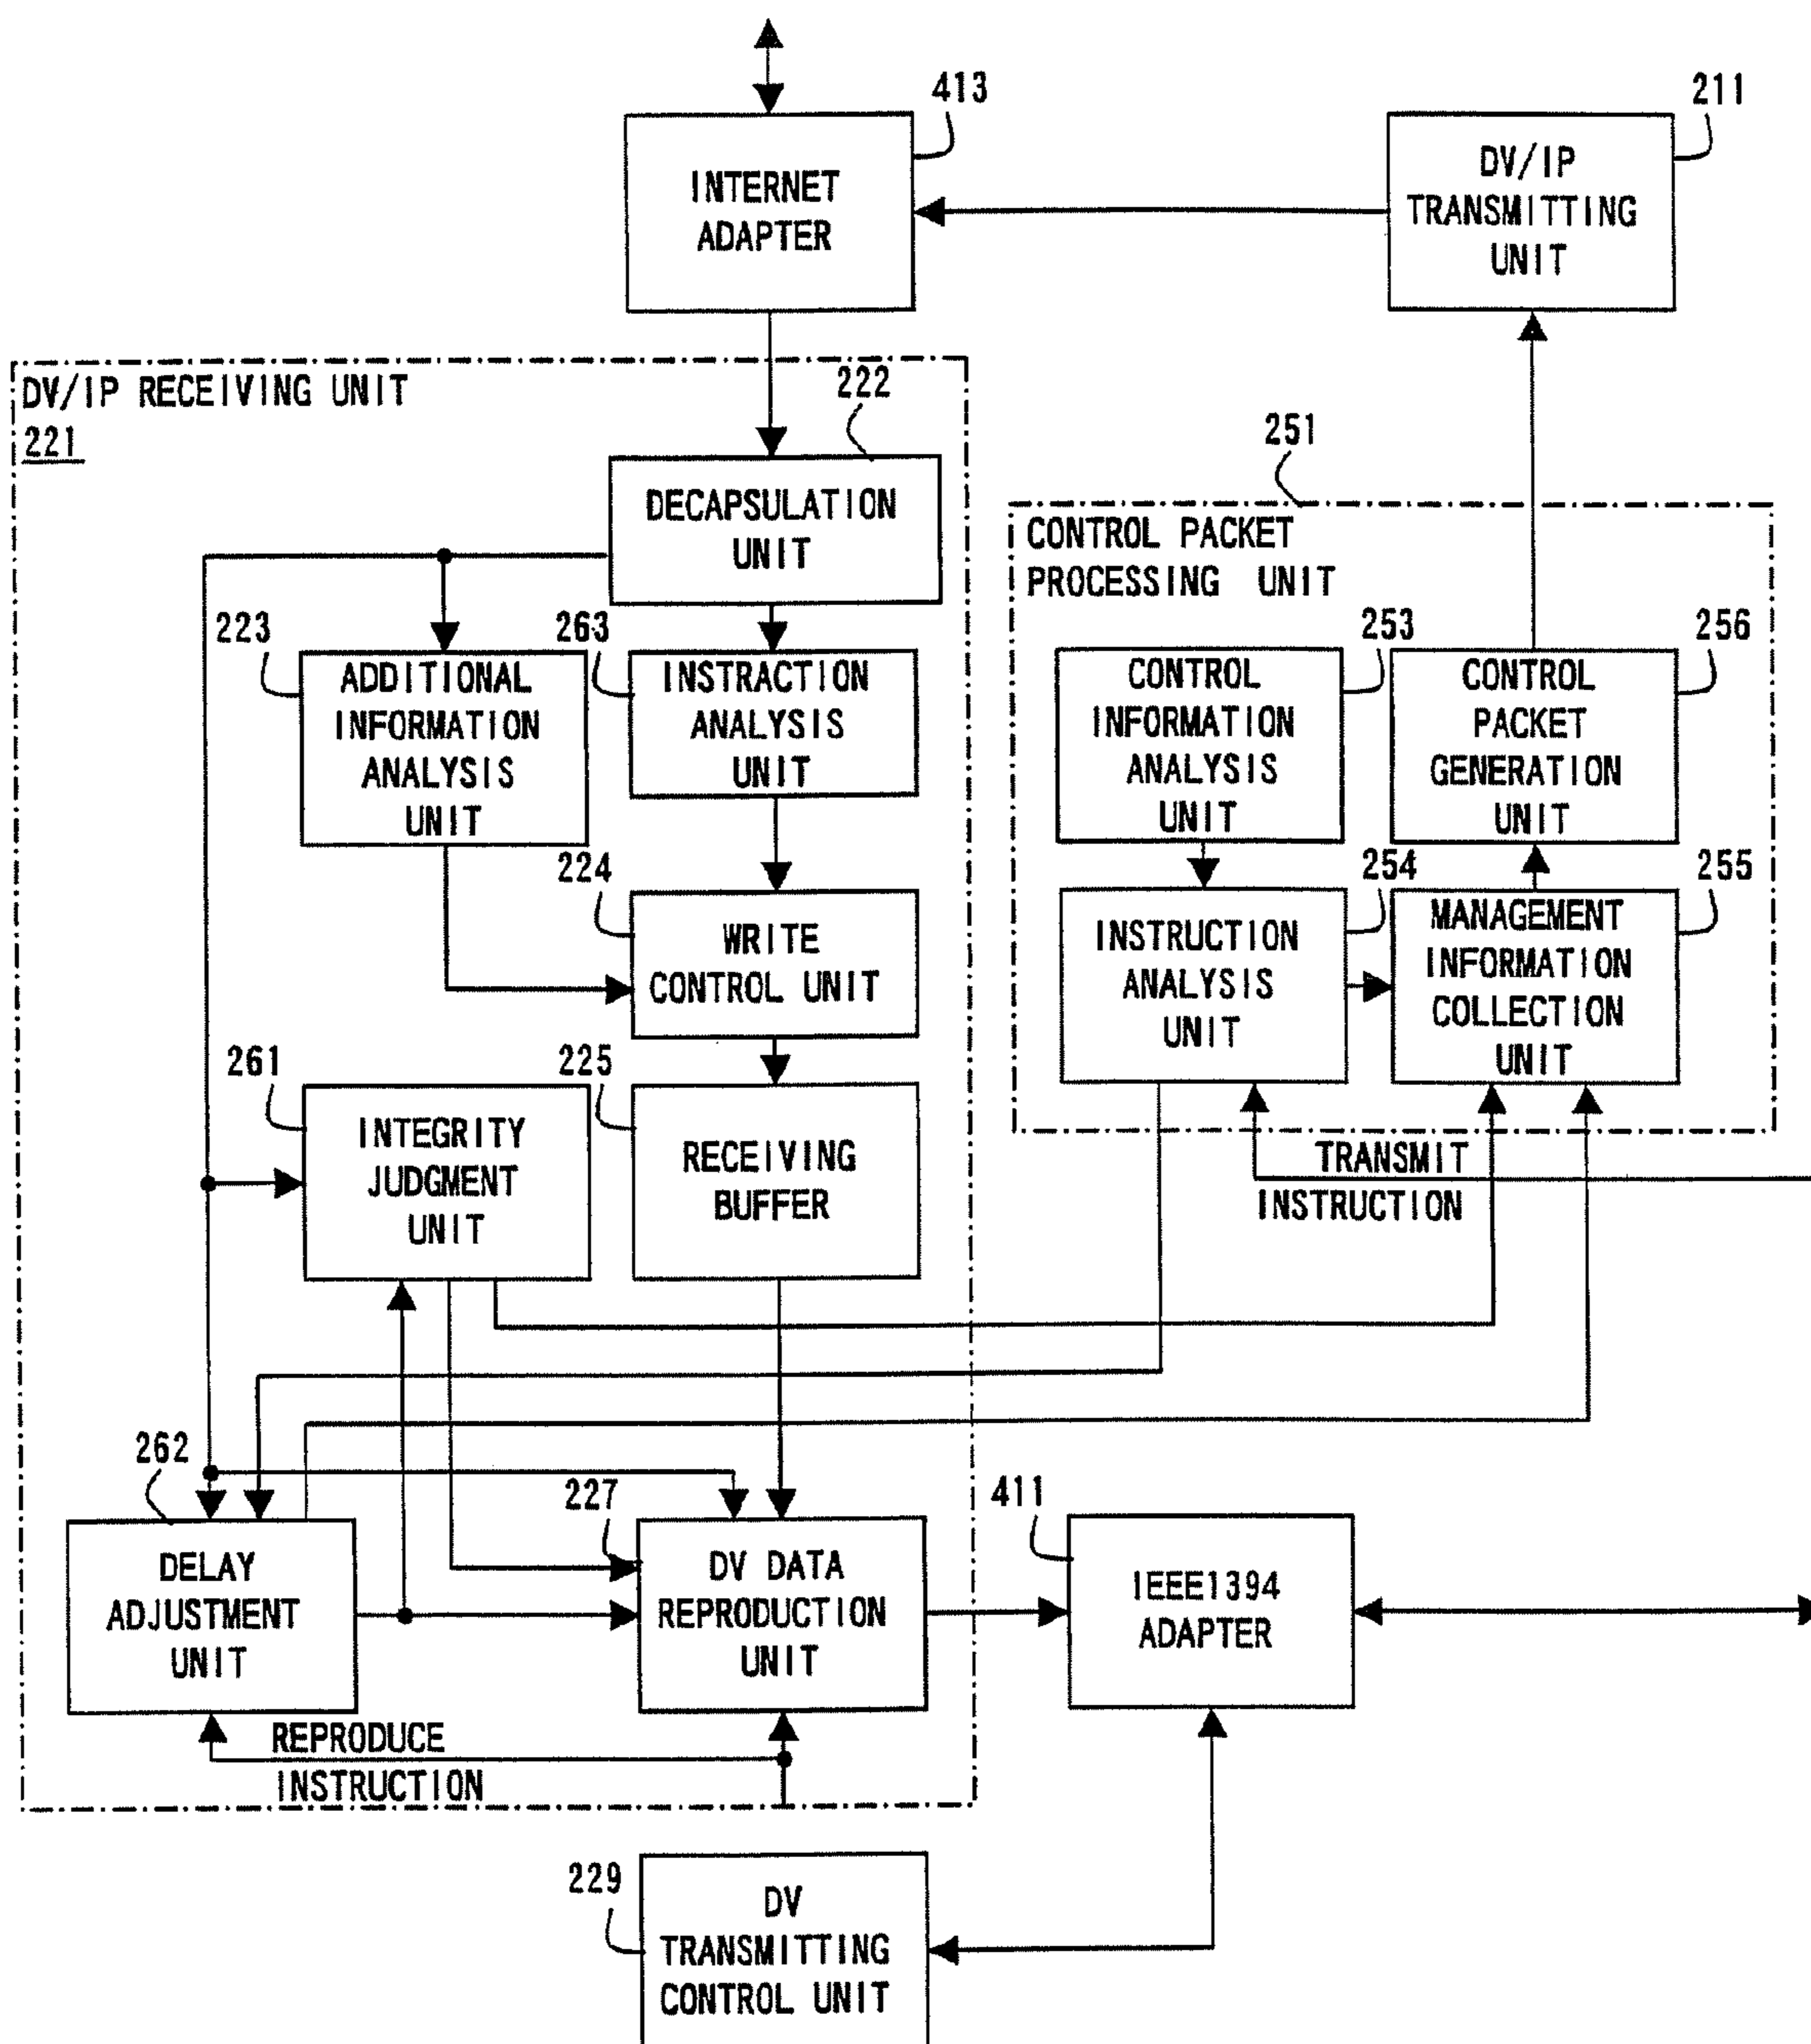 413
INTERNET
ADAPTER
211
DV/IP
TRANSMITTING
UNIT
DV/IP RECEIVING UNIT
221
222
DECAPSULATION
UNIT
251
CONTROL PACKET
PROCESSING UNIT
223
ADDITIONAL
INFORMATION
ANALYSIS
UNIT
263
INSTRACTION
ANALYSIS
UNIT
253
CONTROL
INFORMATION
ANALYSIS
UNIT
256
CONTROL
PACKET
GENERATION
UNIT
224
WRITE
CONTROL UNIT
254
INSTRUCTION
ANALYSIS
UNIT
255
MANAGEMENT
INFORMATION
COLLECTION
UNIT
261
INTEGRITY
JUDGMENT
UNIT
225
RECEIVING
BUFFER
TRANSMIT
INSTRUCTION
262
DELAY
ADJUSTMENT
UNIT
227
DV DATA
REPRODUCTION
UNIT
411
IEEE1394
ADAPTER
REPRODUCE
INSTRUCTION
229
DV
TRANSMITTING
CONTROL UNIT